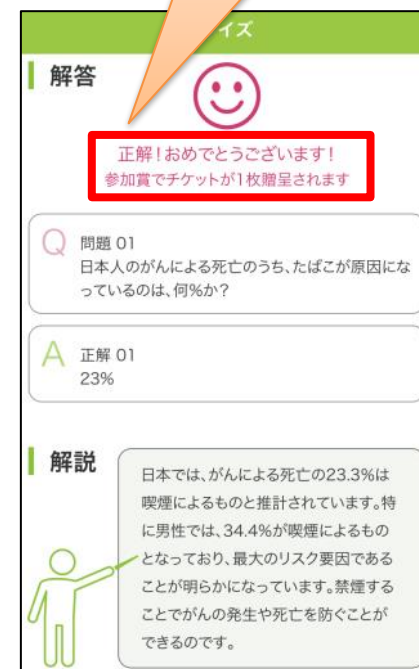 イズ
解答
正解！おめでとうございます！
参加賞でチケットが1枚贈呈されます
Q 問題 01
日本人のがんによる死亡のうち、たばこが原因にな
っているのは、何%か？
A 正解 01
23%
解説
日本では、がんによる死亡の23.3%は
喫煙によるものと推計されています。特
に男性では、34.4%が喫煙によるもの
となっており、最大のリスク要因である
ことが明らかになっています。禁煙する
ことでがんの発生や死亡を防ぐことが
できるのです。